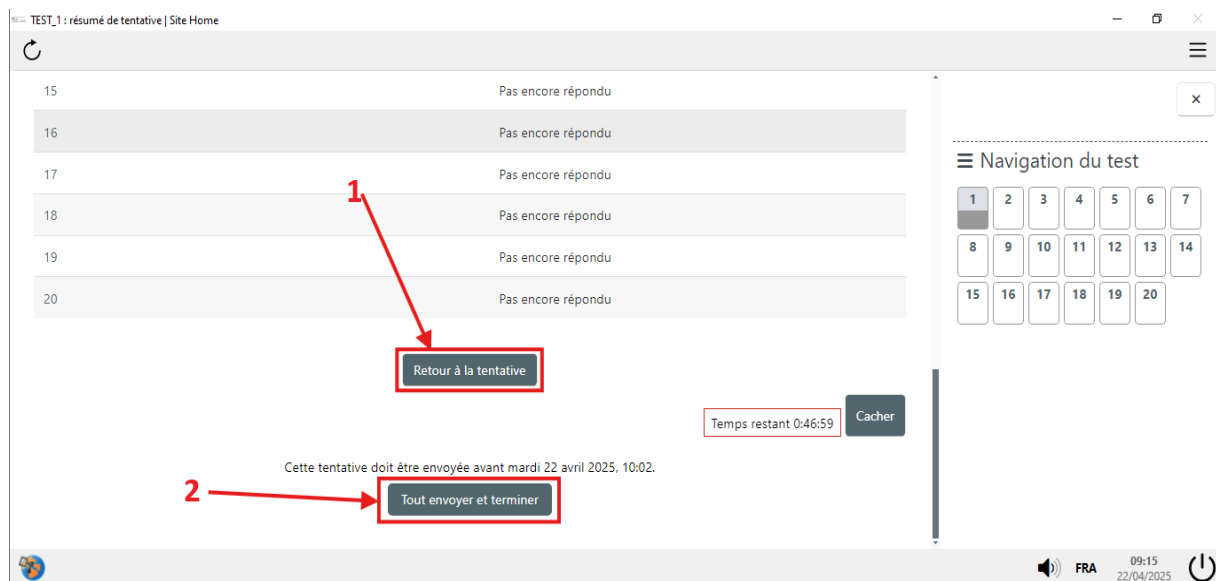 TEST_1 : résumé de tentative | Site Home
15 Pas encore répondu
16 Pas encore répondu
17 Pas encore répondu
18 Pas encore répondu
19 Pas encore répondu
20 Pas encore répondu
1
Retour à la tentative
Temps restant 0:46:59
Cacher
Cette tentative doit être envoyée avant mardi 22 avril 2025, 10:02.
2
Tout envoyer et terminer
Navigation du test
1 2 3 4 5 6 7
8 9 10 11 12 13 14
15 16 17 18 19 20
FRA
09:15
22/04/2025